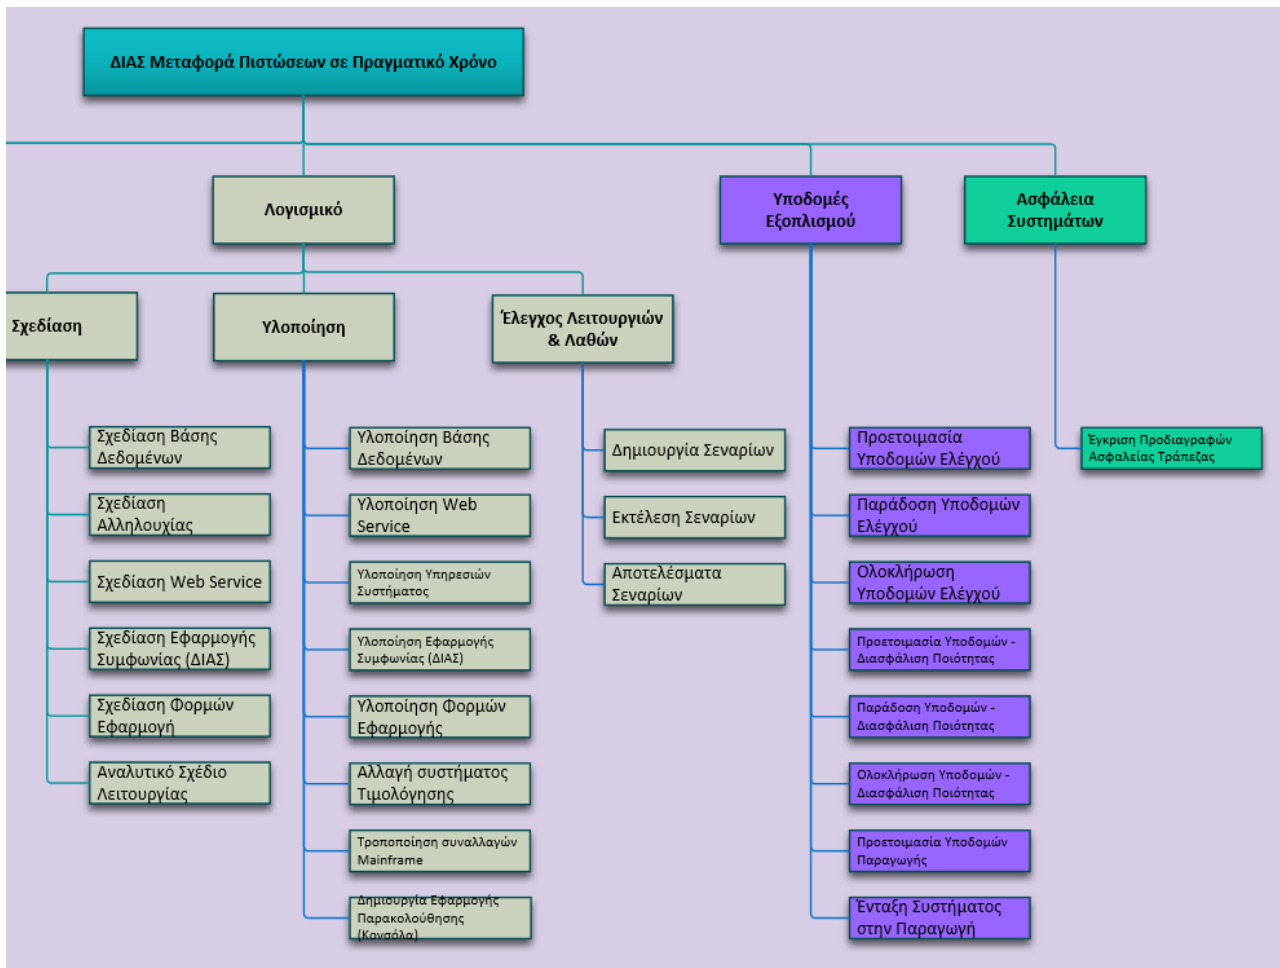 ΔΙΑΣ Μεταφορά Πιστώσεων σε Πραγματικό Χρόνο
Λογισμικό
Υποδομές
Εξοπλισμού
Ασφάλεια
Συστημάτων
Σχεδίαση
Υλοποίηση
Έλεγχος Λειτουργιών
& Λαθών
Σχεδίαση Βάσης
Δεδομένων
Σχεδίαση
Αλληλουχίας
Σχεδίαση Web Service
Σχεδίαση Εφαρμογής
Συμφωνίας (ΔΙΑΣ)
Σχεδίαση Φορμών
Εφαρμογή
Αναλυτικό Σχέδιο
Λειτουργίας
Υλοποίηση Βάσης
Δεδομένων
Υλοποίηση Web
Service
Υλοποίηση Υπηρεσιών
Συστήματος
Υλοποίηση Εφαρμογής
Συμφωνίας (ΔΙΑΣ)
Υλοποίηση Φορμών
Εφαρμογής
Αλλαγή συστήματος
Τιμολόγησης
Τροποποίηση συναλλαγών
Mainframe
Δημιουργία Εφαρμογής
Παρακολούθησης
(Κονσόλα)
Δημιουργία Σεναρίων
Εκτέλεση Σεναρίων
Αποτελέσματα
Σεναρίων
Προετοιμασία
Υποδομών Ελέγχού
Παράδοση Υποδομών
Ελέγχού
Ολοκλήρωση
Υποδομών Ελέγχού
Προετοιμασία Υποδομών -
Διασφάλιση Ποιότητας
Παράδοση Υποδομών -
Διασφάλιση Ποιότητας
Ολοκλήρωση Υποδομών -
Διασφάλιση Ποιότητας
Προετοιμασία Υποδομών
Παραγωγής
Ένταξη Συστήματος
στην Παραγωγή
Έγκριση Προδιαγραφών
Ασφαλείας Τράπεζας